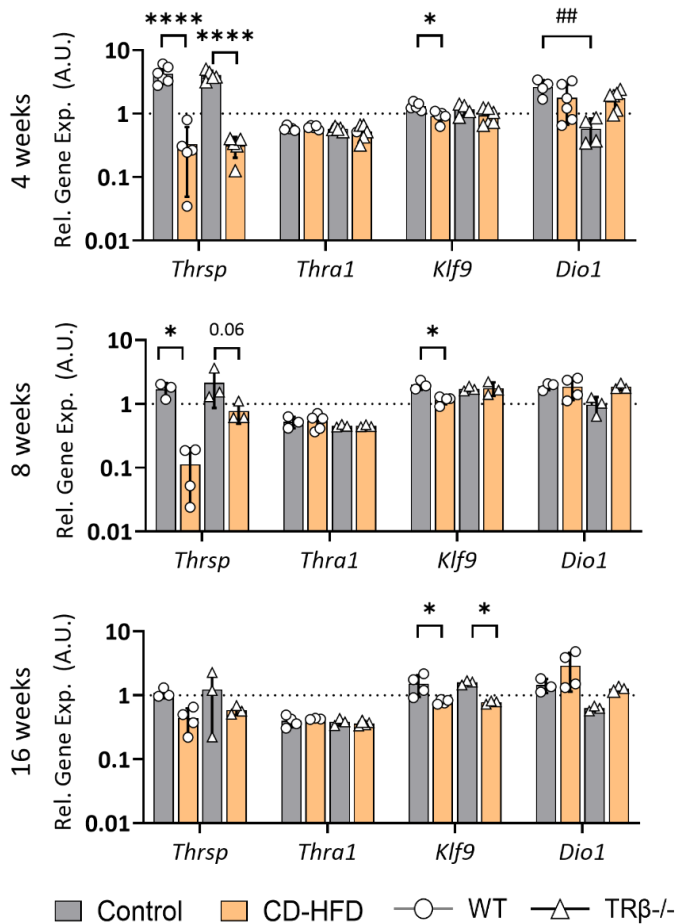 4 weeks
Rel. Gene Exp. (A.U.)
10
1
0.1
0.01
**** **** * ##
Thrsp Thra1 Klf9 Dio1
8 weeks
Rel. Gene Exp. (A.U.)
10
1
0.1
0.01
* 0.06 *
Thrsp Thra1 Klf9 Dio1
16 weeks
Rel. Gene Exp. (A.U.)
10
1
0.1
0.01
* *
Thrsp Thra1 Klf9 Dio1
Control CD-HFD WT TRβ-/-